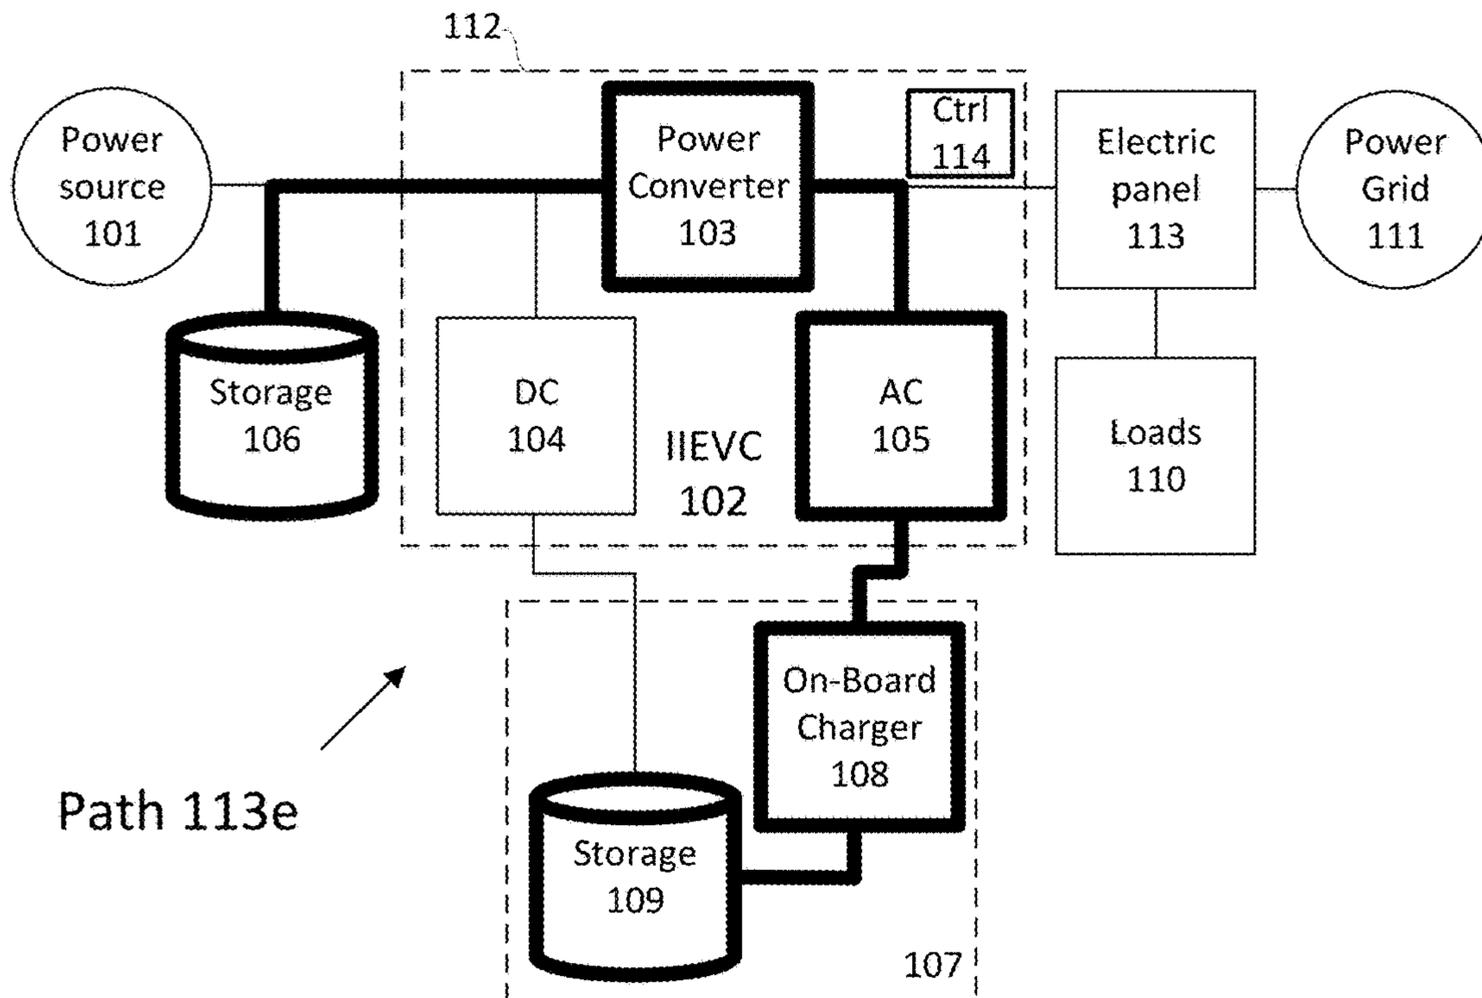 112
Power
source
101
Power
Converter
103
Ctrl
114
Electric
panel
113
Power
Grid
111
Storage
106
DC
104
IIEVC
102
AC
105
Loads
110
On-Board
Charger
108
Path 113e
Storage
109
107